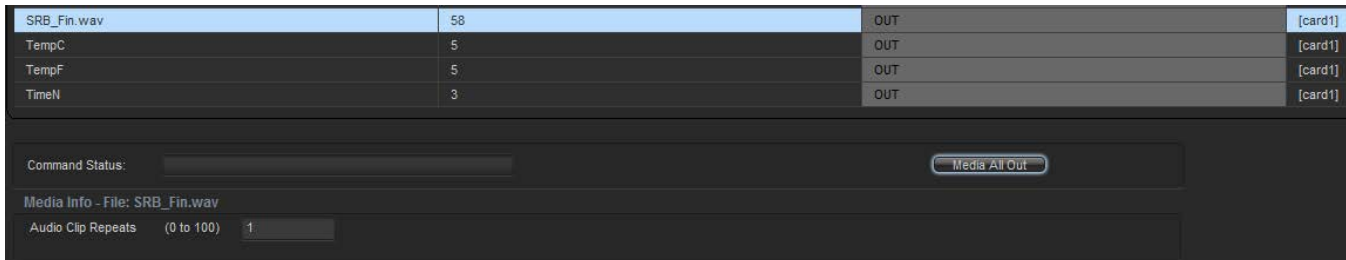 SRB_Fin.wav 58 OUT [card1]
TempC 5 OUT [card1]
TempF 5 OUT [card1]
TimeN 3 OUT [card1]
Command Status: Media All Out
Media Info - File: SRB_Fin.wav
Audio Clip Repeats (0 to 100) 1